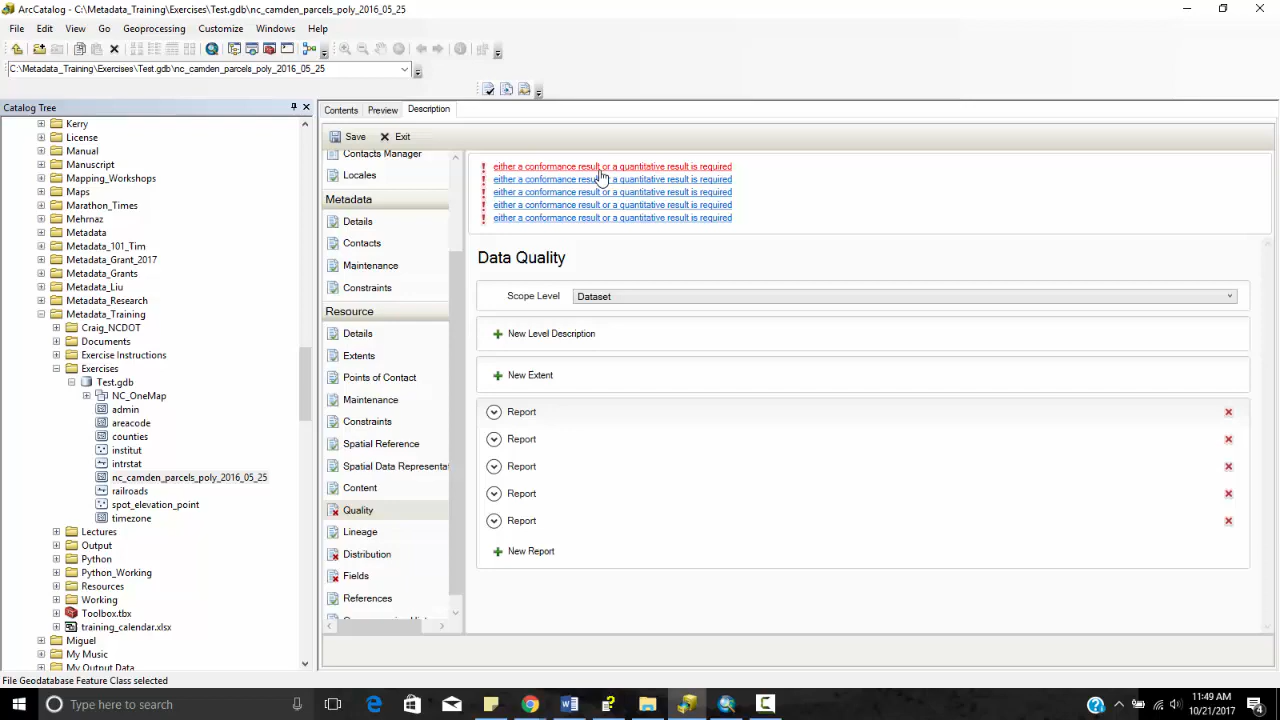 ArcCatalog - C:\Metadata_Training\Exercises\Test.gdb\nc_camden_parcels_poly_2016_05_25
File Edit View Go Geoprocessing Customize Windows Help
C:\Metadata_Training\Exercises\Test.gdb\nc_camden_parcels_poly_2016_05_25
Catalog Tree
Kerry
License
Manual
Manuscript
Mapping_Workshops
Maps
Marathon_Times
Mehrnaz
Metadata
Metadata_101_Tim
Metadata_Grant_2017
Metadata_Grants
Metadata_Liu
Metadata_Research
Metadata_Training
Craig_NCDOT
Documents
Exercise Instructions
Exercises
Test.gdb
NC_OneMap
admin
areacode
counties
institut
intrstat
nc_camden_parcels_poly_2016_05_25
railroads
spot_elevation_point
timezone
Lectures
Output
Python
Python_Working
Resources
Working
Toolbox.tbx
training_calendar.xlsx
Miguel
My Music
My Output Data
Contents Preview Description
Save Exit
Contacts Manager
Locales
Metadata
Details
Contacts
Maintenance
Constraints
Resource
Details
Extents
Points of Contact
Maintenance
Constraints
Spatial Reference
Spatial Data Representa
Content
Quality
Lineage
Distribution
Fields
References
either a conformance result or a quantitative result is required
either a conformance result or a quantitative result is required
either a conformance result or a quantitative result is required
either a conformance result or a quantitative result is required
either a conformance result or a quantitative result is required
Data Quality
Scope Level Dataset
New Level Description
New Extent
Report
Report
Report
Report
Report
New Report
File Geodatabase Feature Class selected
Type here to search
11:49 AM
10/21/2017
4